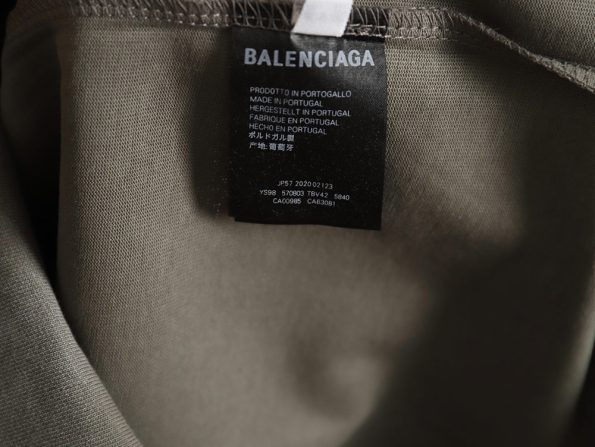 BALENCIAGA
PRODOTTO IN PORTOGALLO
MADE IN PORTUGAL
HERGESTELLT IN PORTUGAL
FABRIQUE EN PORTUGAL
HECHO EN PORTUGAL
ポルトガル製
产地:葡萄牙
JP57 2020 02123
YS98 570803 TBV42 5840
CA00985 CA63081